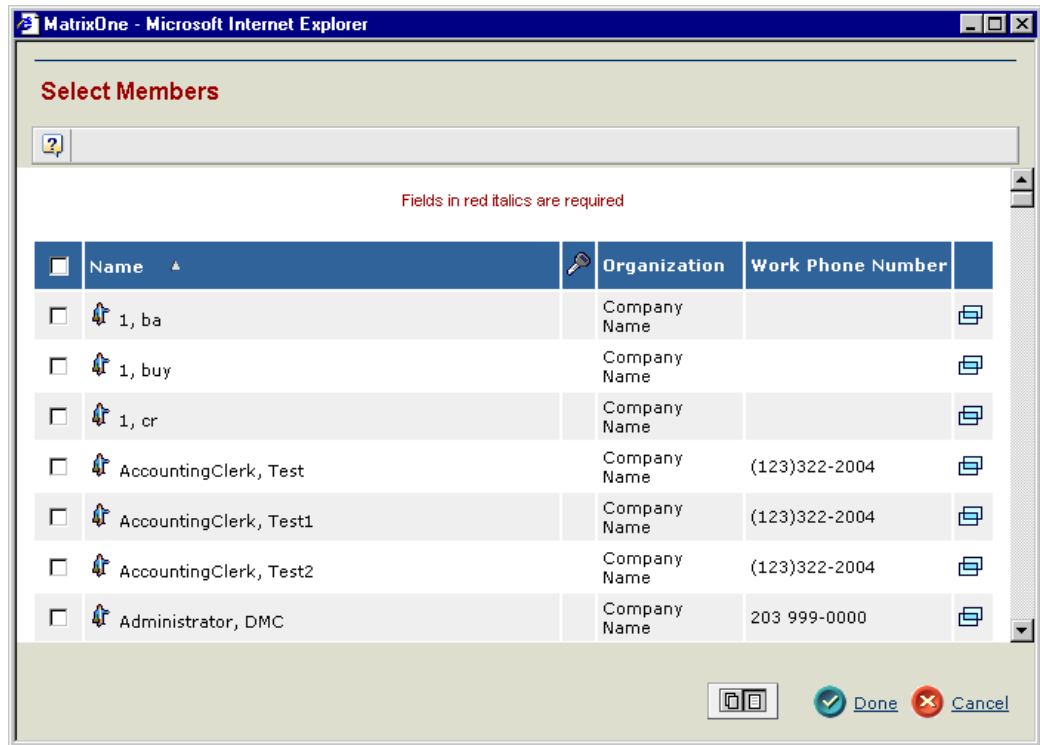 MatrixOne - Microsoft Internet Explorer
Select Members
?
Fields in red italics are required
Name Organization Work Phone Number
1, ba Company Name
1, buy Company Name
1, cr Company Name
AccountingClerk, Test Company Name (123)322-2004
AccountingClerk, Test1 Company Name (123)322-2004
AccountingClerk, Test2 Company Name (123)322-2004
Administrator, DMC Company Name 203 999-0000
Done Cancel